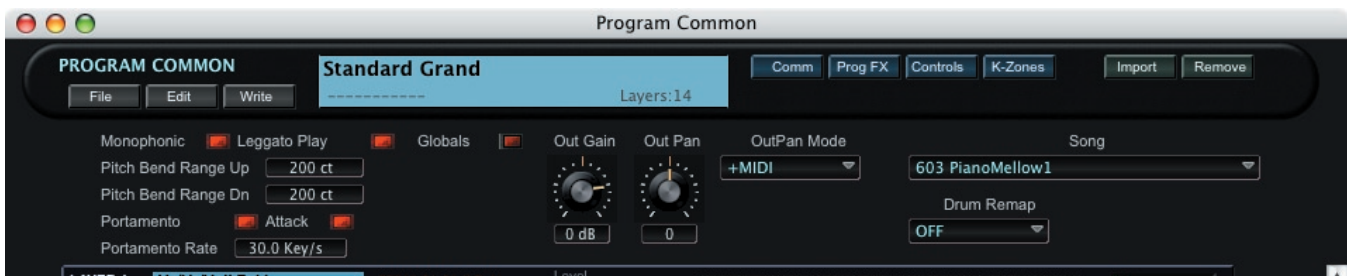 Program Common
PROGRAM COMMON
File Edit Write
Standard Grand
-----------
Layers:14
Comm Prog FX Controls K-Zones Import Remove
Monophonic Leggato Play Globals Out Gain Out Pan OutPan Mode Song
Pitch Bend Range Up 200 ct +MIDI 603 PianoMellow1
Pitch Bend Range Dn 200 ct
Drum Remap
Portamento Attack
0 dB 0 OFF
Portamento Rate 30.0 Key/s
Level